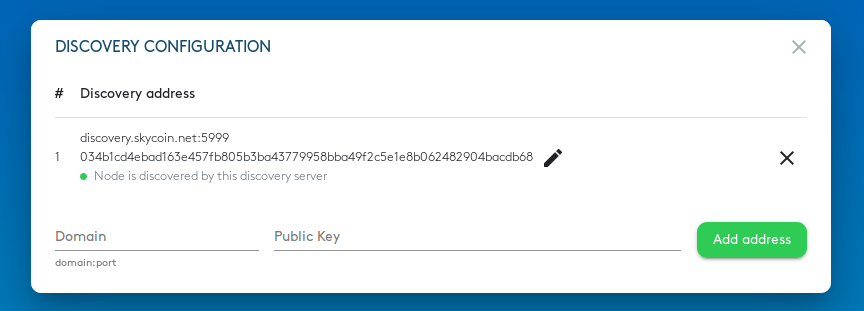 DISCOVERY CONFIGURATION
# Discovery address
discovery.skycoin.net:5999
1 034b1cd4ebad163e457fb805b3ba43779958bba49f2c5e1e8b062482904bacdb68
Node is discovered by this discovery server
Domain Public Key Add address
domain:port